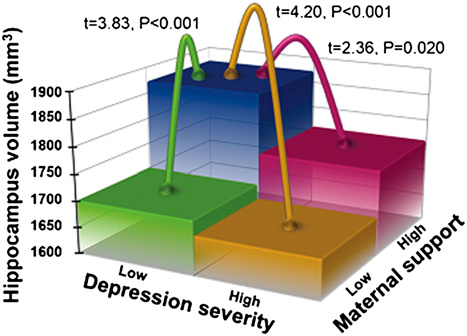 t=3.83, P<0.001
t=4.20, P<0.001
t=2.36, P=0.020
Hippocampus volume (mm³)
1900
1850
1800
1750
1700
1650
1600
Low
High
Depression severity
Low
High
Maternal support